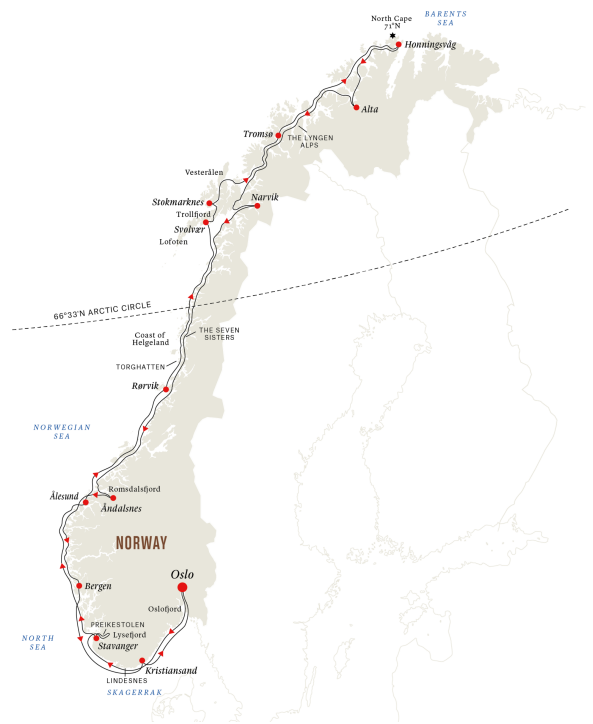 BARENTS
SEA
North Cape
71°N
Honningsvåg
Alta
Tromsø
THE LYNGEN
ALPS
Vesterålen
Narvik
Stokmarknes
Trollfjord
Svolvær
Lofoten
66°33'N ARCTIC CIRCLE
THE SEVEN
SISTERS
Coast of
Helgeland
TORGHATTEN
Rørvik
NORWEGIAN
SEA
Romsdalsfjord
Ålesund
Åndalsnes
NORWAY
Oslo
Bergen
Oslofjord
PREIKESTOLEN
Lysefjord
NORTH
SEA
Stavanger
Kristiansand
LINDESNES
SKAGERRAK